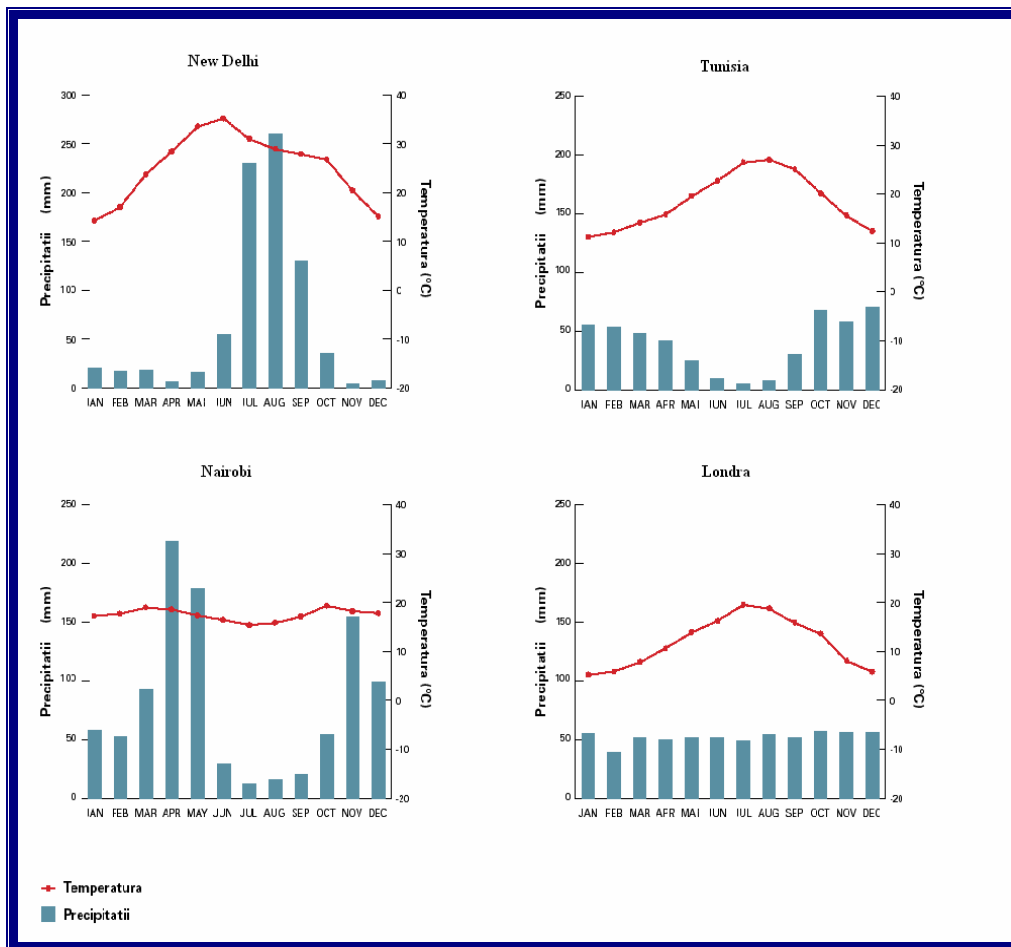 New Delhi
300
250
200
150
100
50
0
Precipitatii (mm)
40
30
20
10
0
-10
-20
Temperatura (°C)
IAN FEB MAR APR MAI IUN IUL AUG SEP OCT NOV DEC
Tunisia
250
200
150
100
50
0
Precipitatii (mm)
40
30
20
10
0
-10
-20
Temperatura (°C)
IAN FEB MAR AFR MAI IUN IUL AUG SEP OCT NOV DEC
Nairobi
250
200
150
100
50
0
Precipitatii (mm)
40
30
20
10
0
-10
-20
Temperatura (°C)
IAN FEB MAR APR MAY JUN JUL AUG SEP OCT NOV DEC
Londra
250
200
150
100
50
0
Precipitatii (mm)
40
30
20
10
0
-10
-20
Temperatura (°C)
JAN FEB MAR AFR MAI IUN IUL AUG SEP OCT NOV DEC
Temperatura
Precipitatii